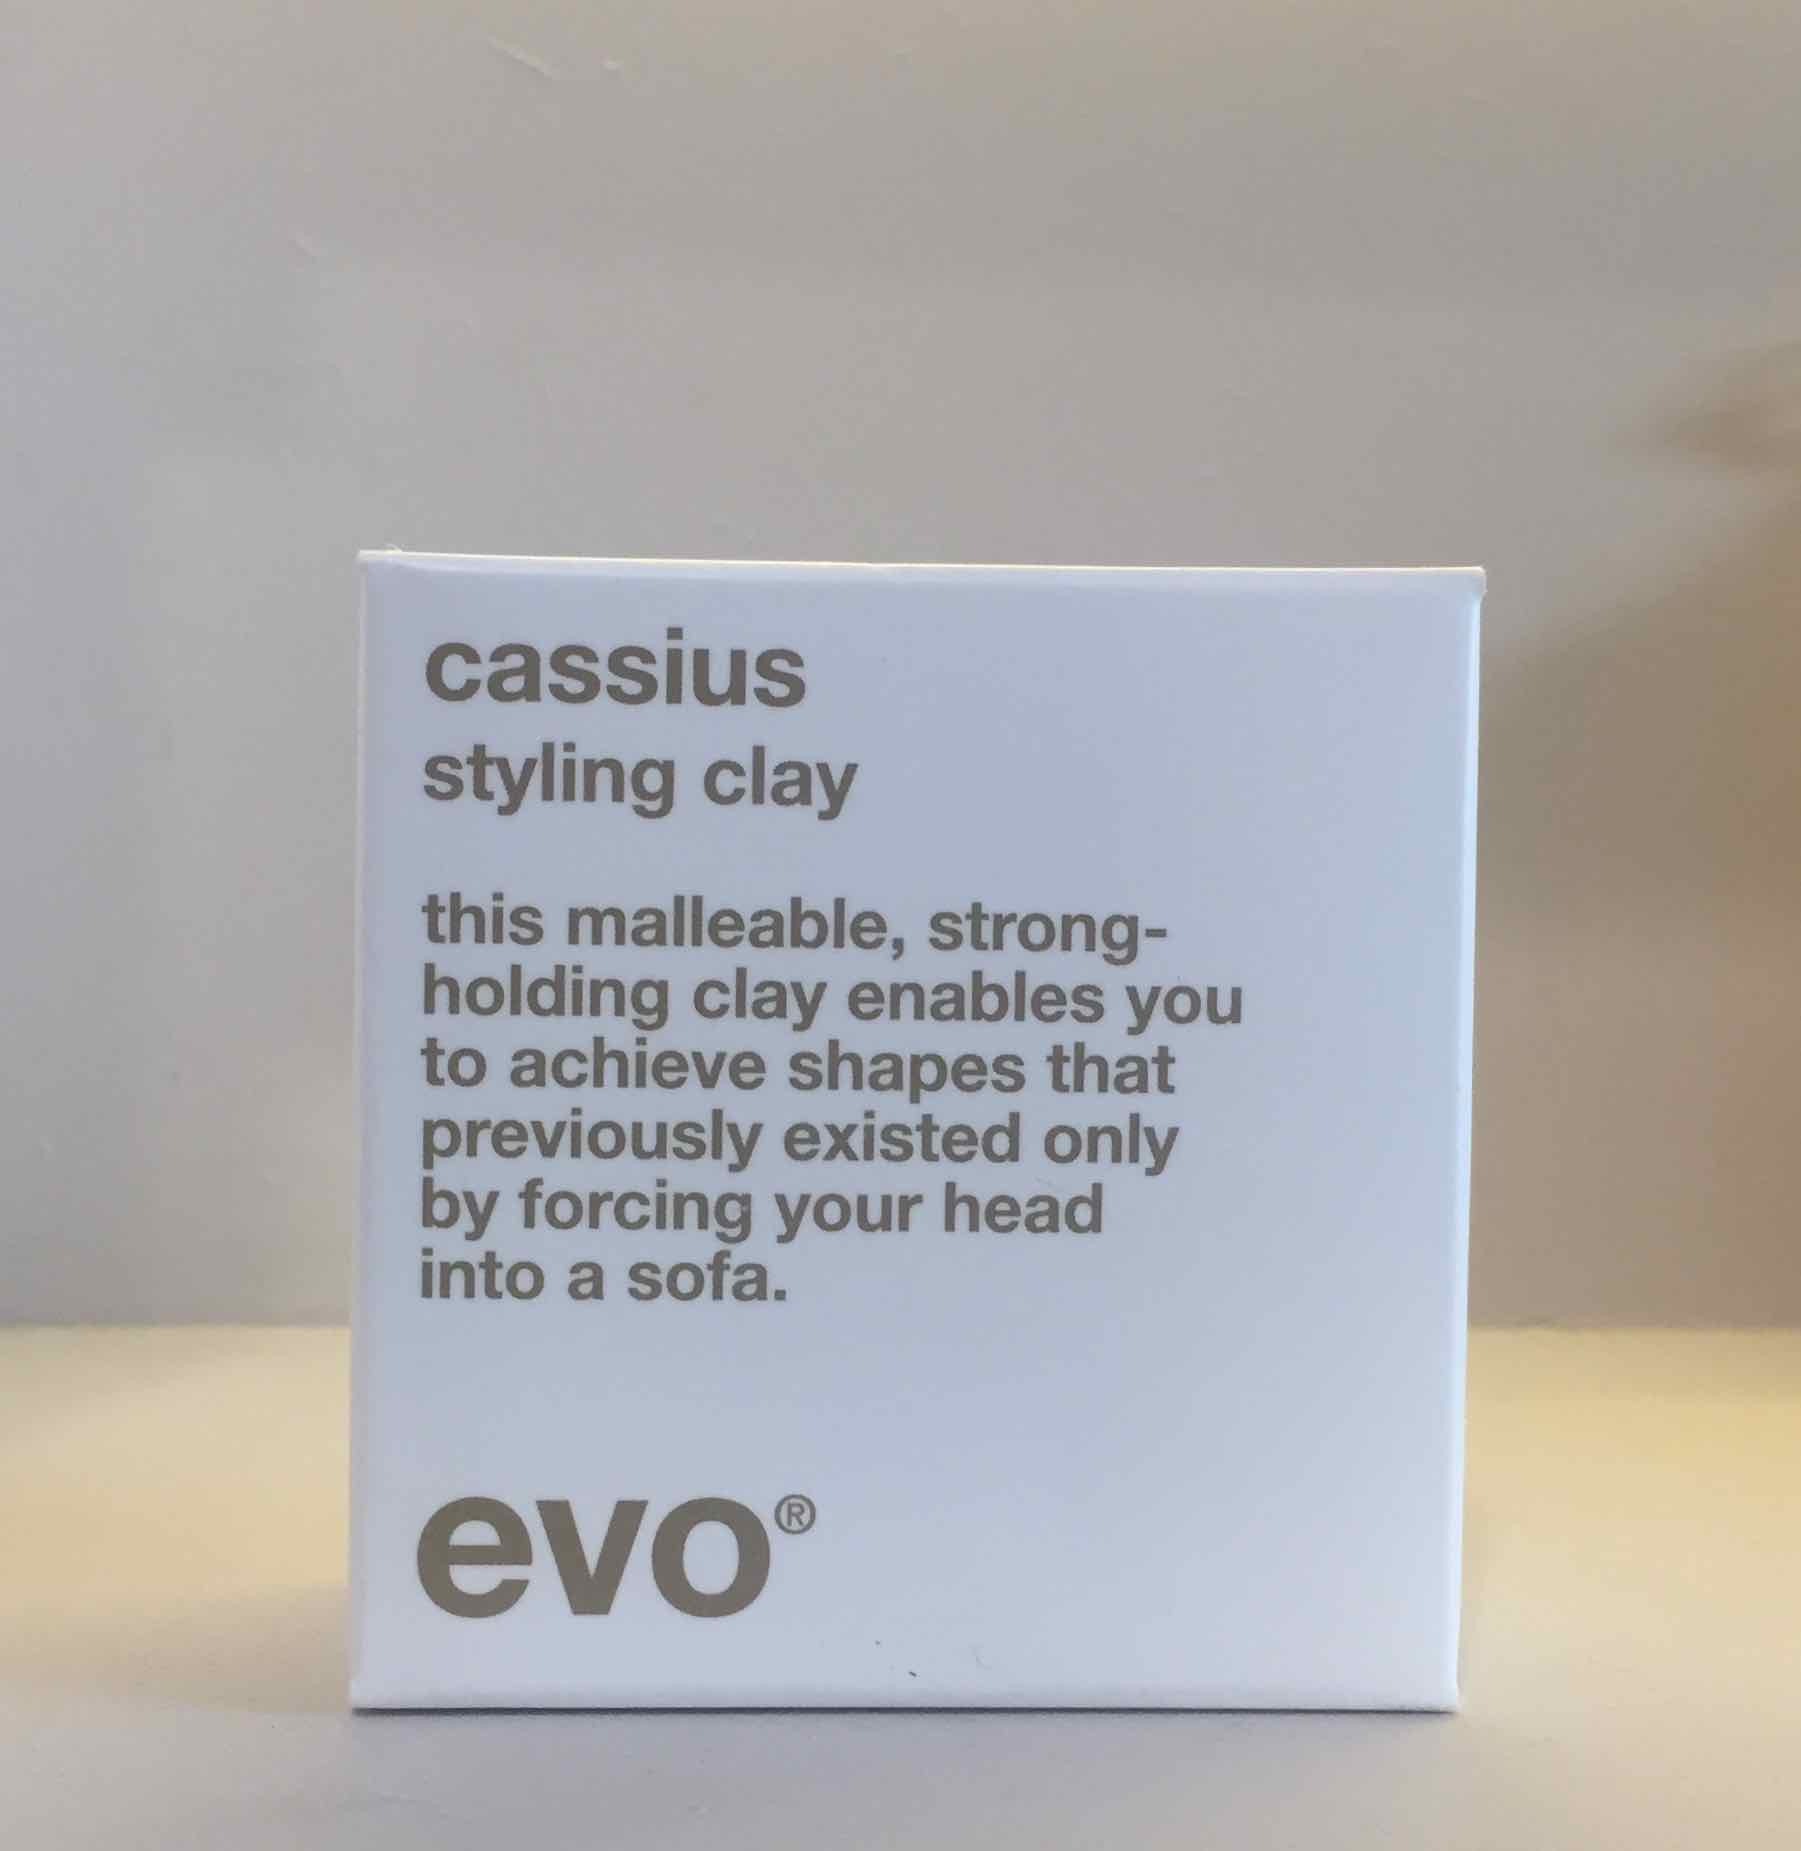 cassius
styling clay
this malleable, strong-
holding clay enables you
to achieve shapes that
previously existed only
by forcing your head
into a sofa.
evo®